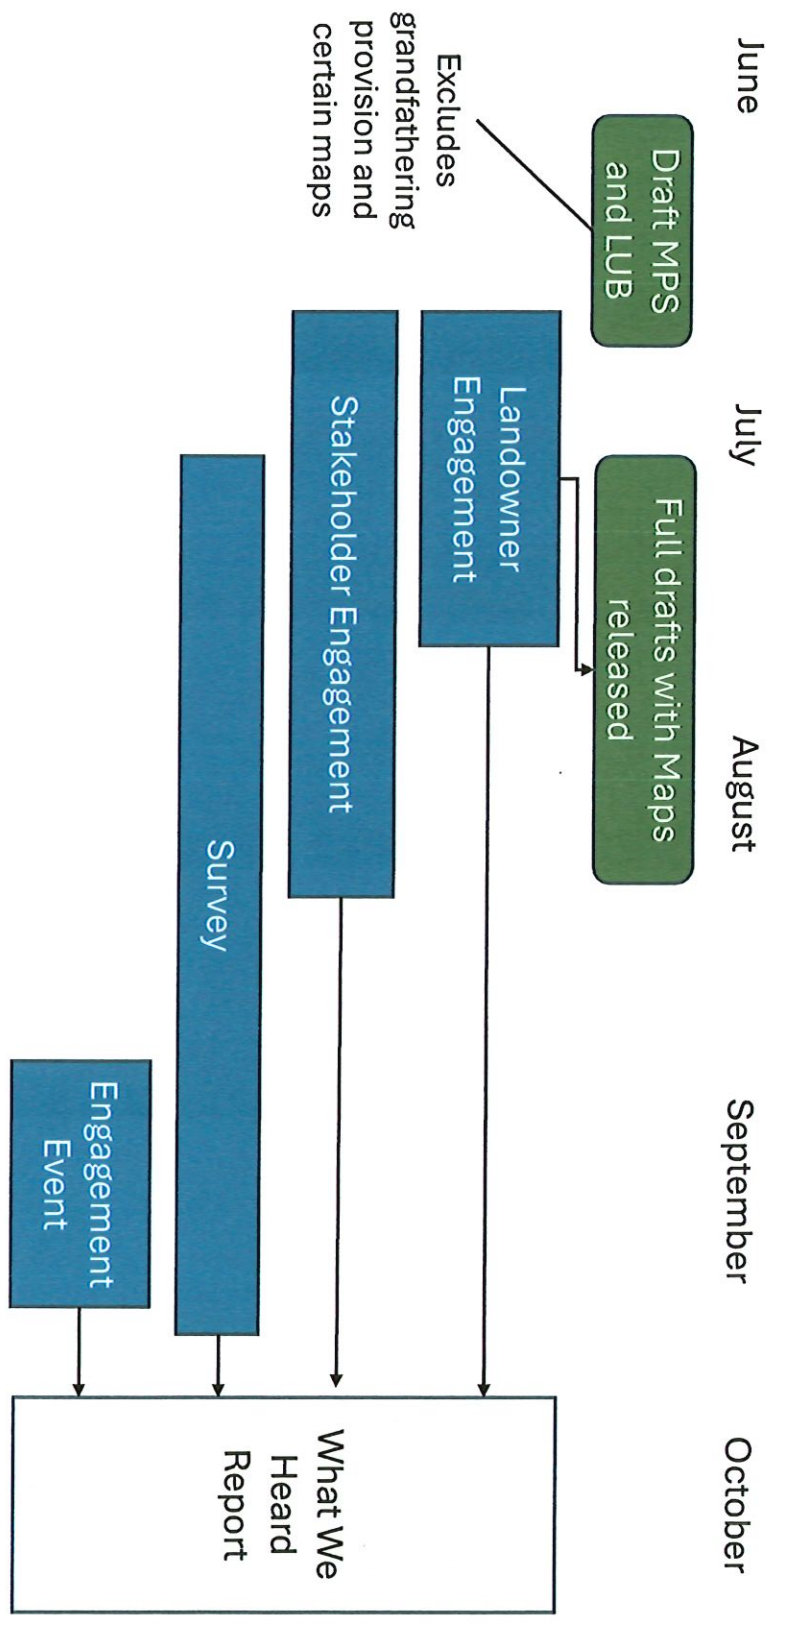 June
July
August
September
October
Draft MPS
and LUB
Full drafts with Maps
released
Excludes
grandfathering
provision and
certain maps
Landowner
Engagement
Stakeholder Engagement
Survey
Engagement
Event
What We
Heard
Report